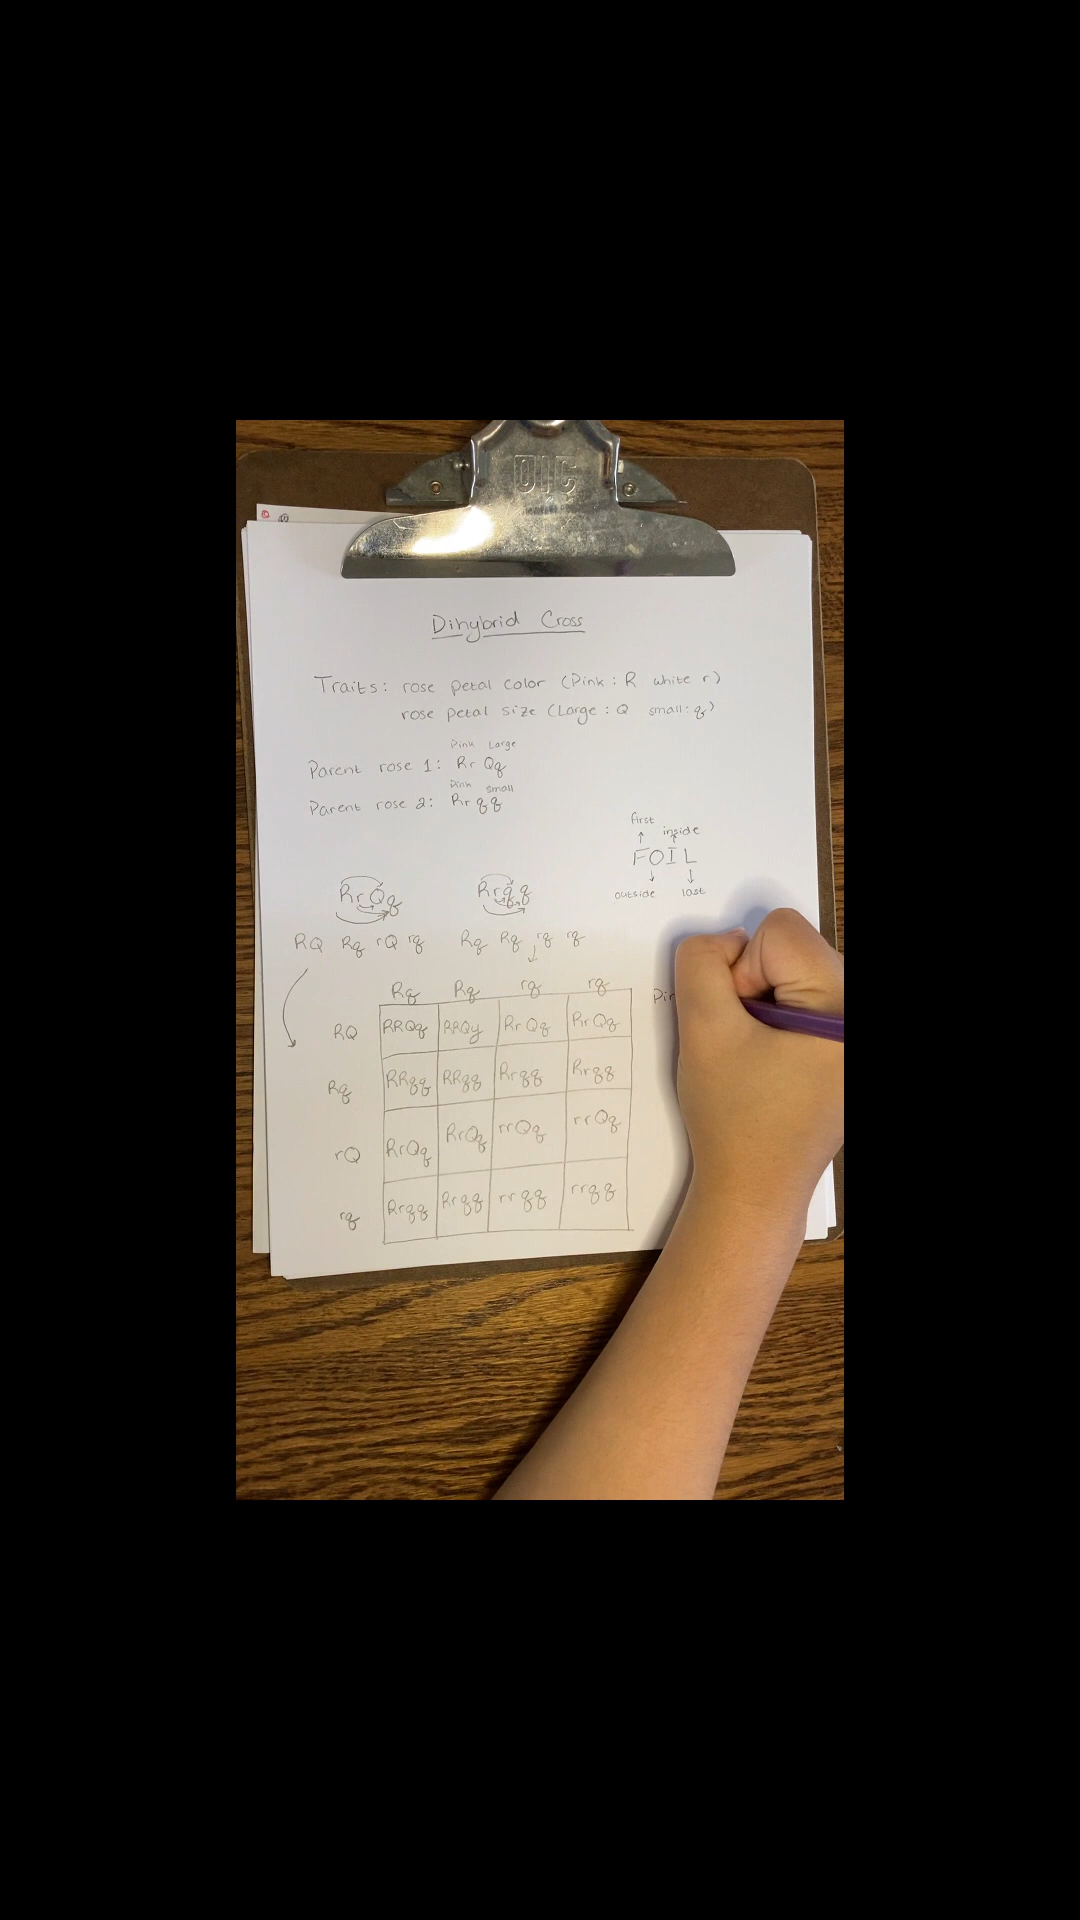 OIC
Dihybrid Cross
Traits: rose petal color (Pink: R white r)
rose petal size (Large: Q small: q)
Pink Large
Parent rose 1: Rr Qq
Pink small
Parent rose 2: Rr qq
first
inside
FOIL
outside last
RrQq Rrqq
RQ Rq rQ rq Rq Rq rq rq
Rq Rq rq rq
RQ RRQq RRQy RrQq RrQq
Rq RRqq RRqq Rrqq Rrqq
rQ RrQq RrQq rrQq rrQq
rq Rrqq Rrqq rrqq rrqq